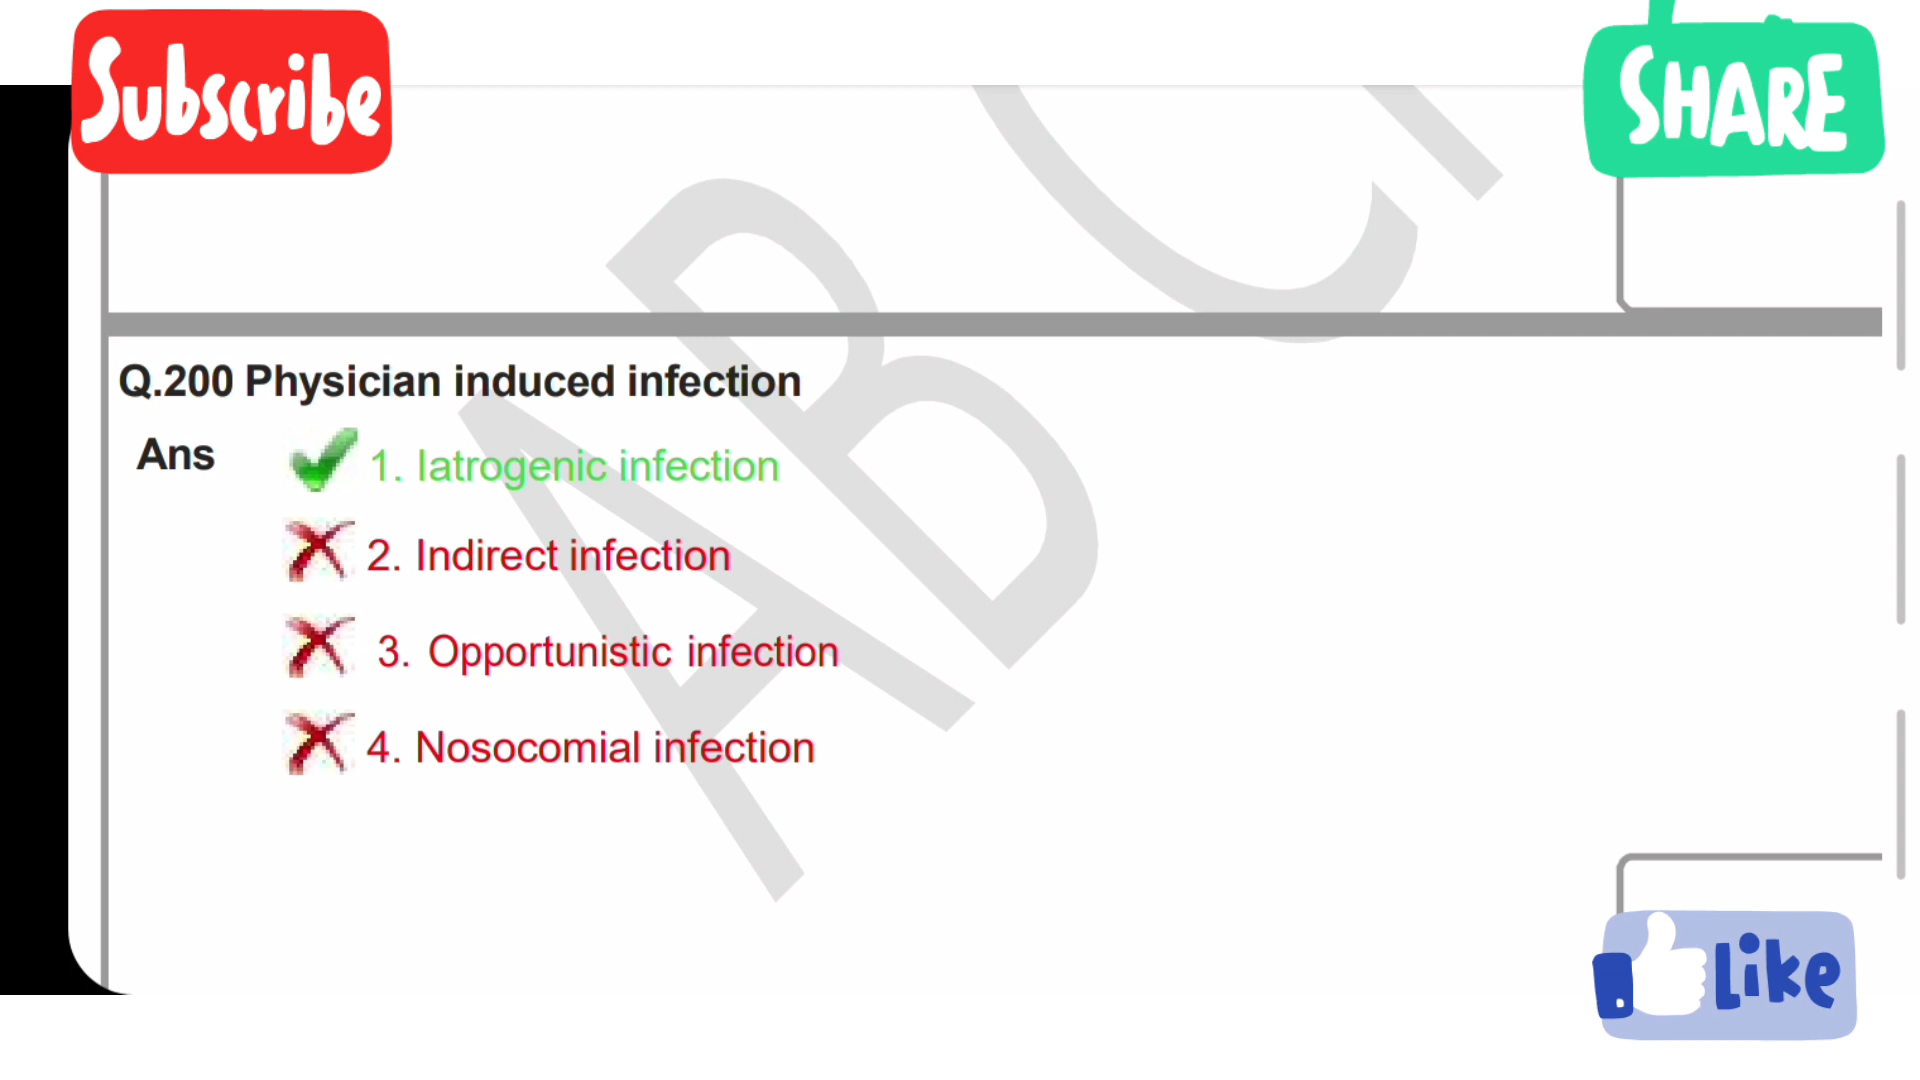 Subscribe
SHARE
Q.200 Physician induced infection
Ans
1. Iatrogenic infection
2. Indirect infection
3. Opportunistic infection
4. Nosocomial infection
Like